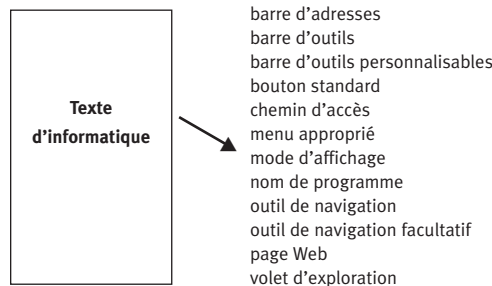 Texte
d’informatique
barre d’adresses
barre d’outils
barre d’outils personnalisables
bouton standard
chemin d’accès
menu approprié
mode d’affichage
nom de programme
outil de navigation
outil de navigation facultatif
page Web
volet d’exploration